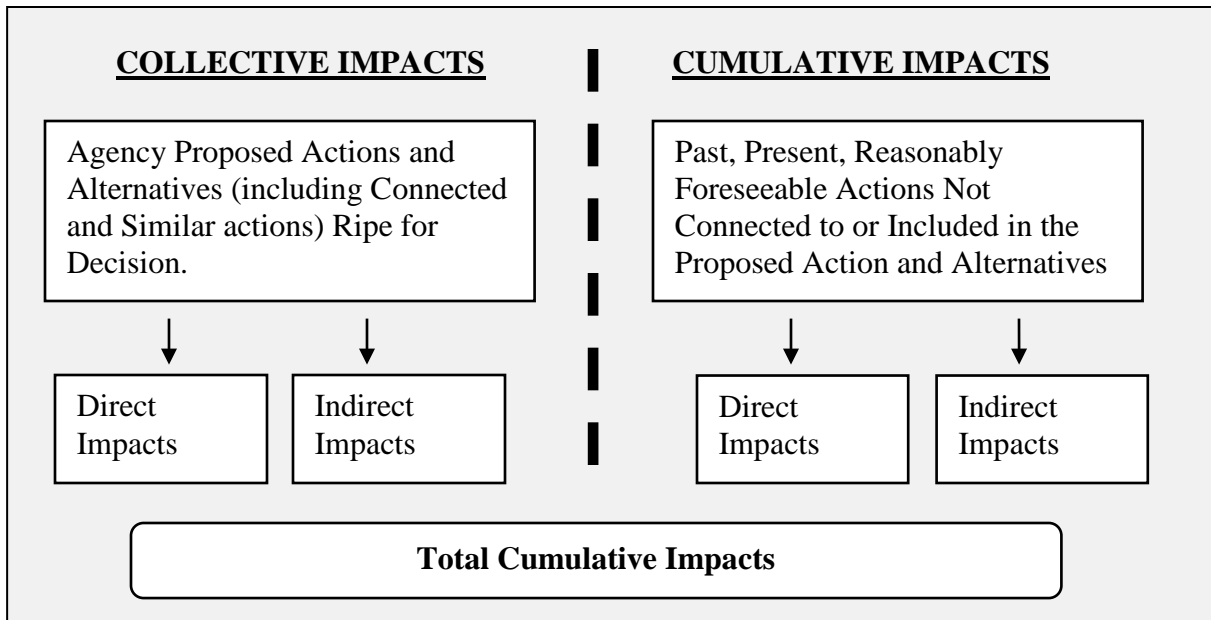 COLLECTIVE IMPACTS
Agency Proposed Actions and
Alternatives (including Connected
and Similar actions) Ripe for
Decision.
Direct
Impacts
Indirect
Impacts
CUMULATIVE IMPACTS
Past, Present, Reasonably
Foreseeable Actions Not
Connected to or Included in the
Proposed Action and Alternatives
Direct
Impacts
Indirect
Impacts
Total Cumulative Impacts